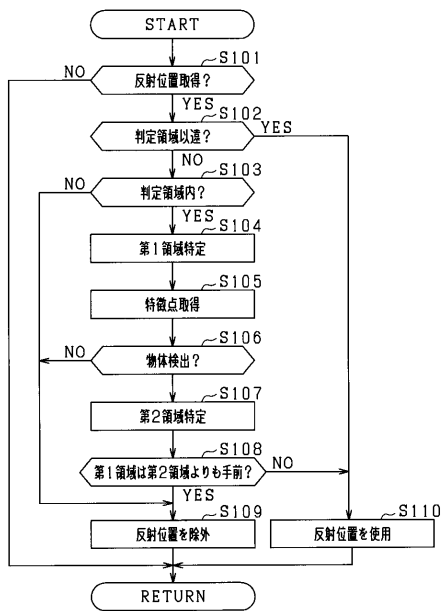 START
S101
NO
反射位置取得?
YES
S102
判定領域以遠?
YES
NO
S103
NO
判定領域内?
YES
S104
第1領域特定
S105
特徴点取得
S106
NO
物体検出?
YES
S107
第2領域特定
S108
第1領域は第2領域よりも手前?
NO
YES
S109
反射位置を除外
S110
反射位置を使用
RETURN